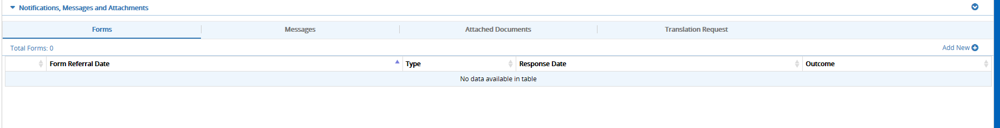 Notifications, Messages and Attachments
Forms Messages Attached Documents Translation Request
Total Forms: 0 Add New
Form Referral Date Type Response Date Outcome
No data available in table